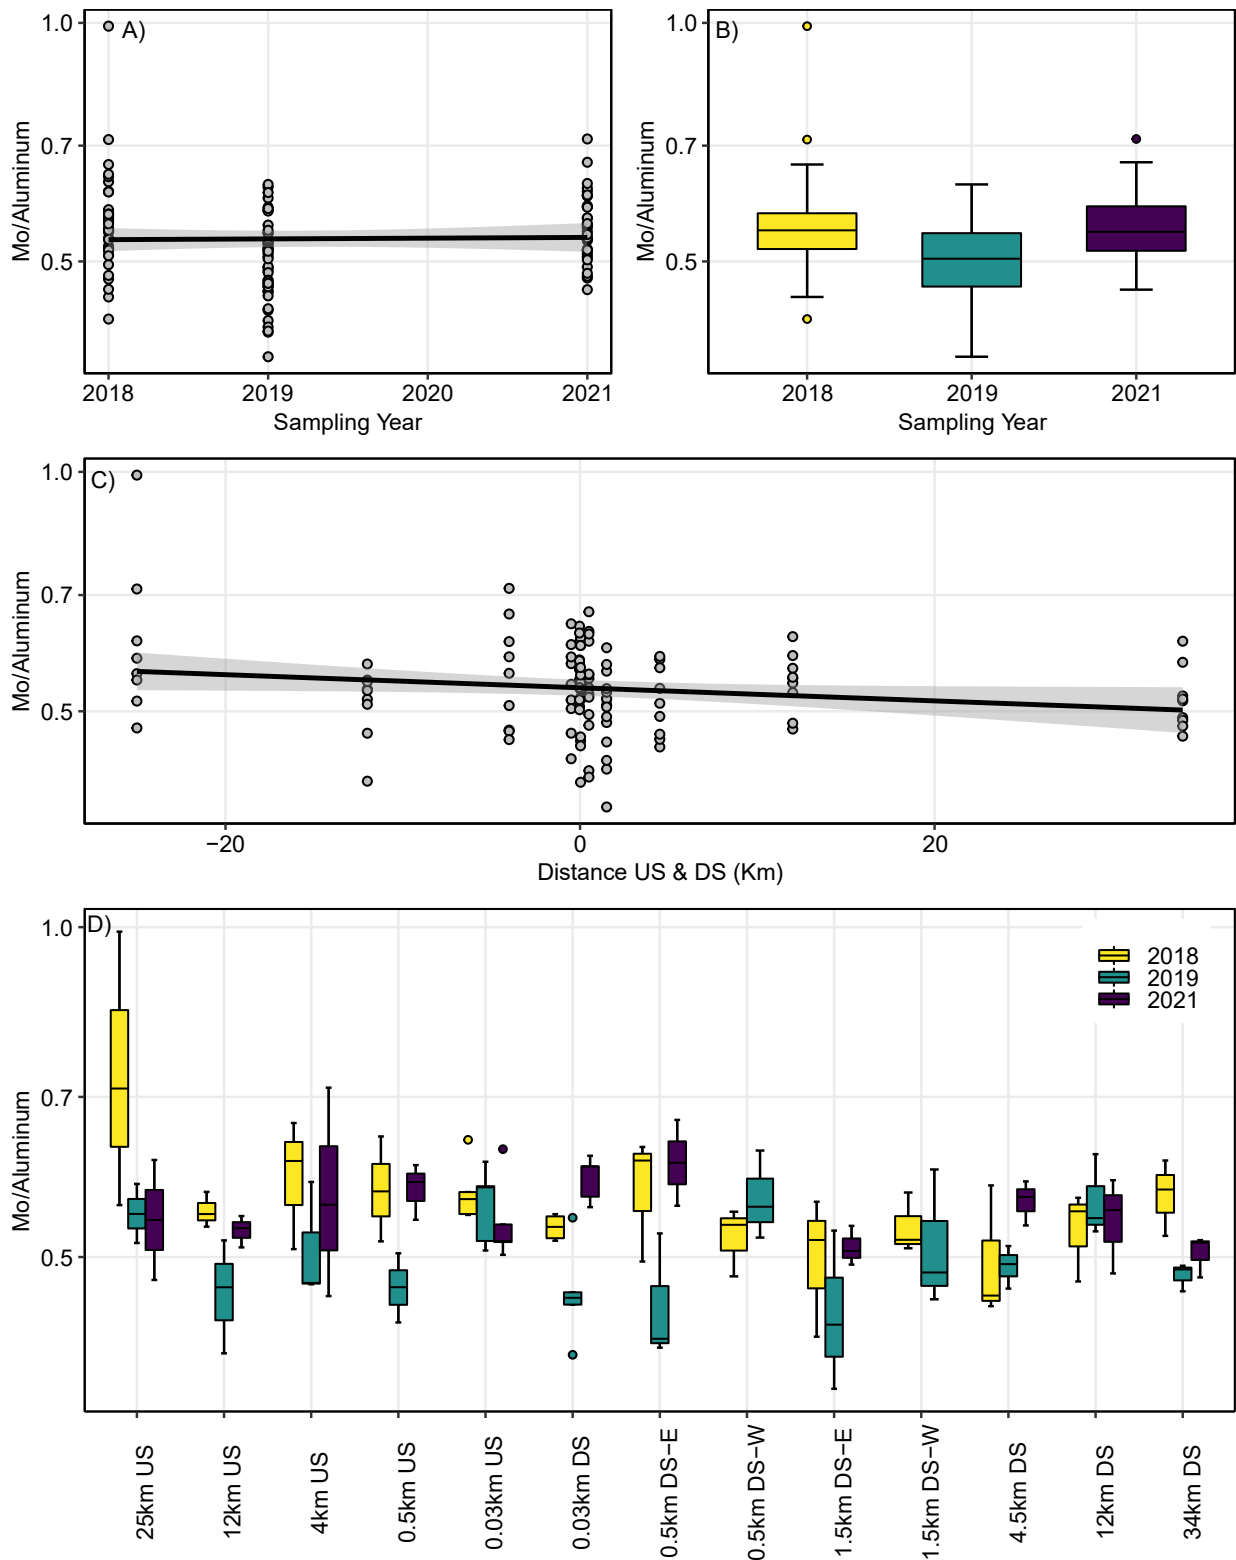 A)
1.0
0.7
0.5
Mo/Aluminum
2018 2019 2020 2021
Sampling Year
B)
1.0
0.7
0.5
Mo/Aluminum
2018 2019 2021
Sampling Year
C)
1.0
0.7
0.5
Mo/Aluminum
−20 0 20
Distance US & DS (Km)
D)
1.0
0.7
0.5
Mo/Aluminum
2018
2019
2021
25km US
12km US
4km US
0.5km US
0.03km US
0.03km DS
0.5km DS−E
0.5km DS−W
1.5km DS−E
1.5km DS−W
4.5km DS
12km DS
34km DS